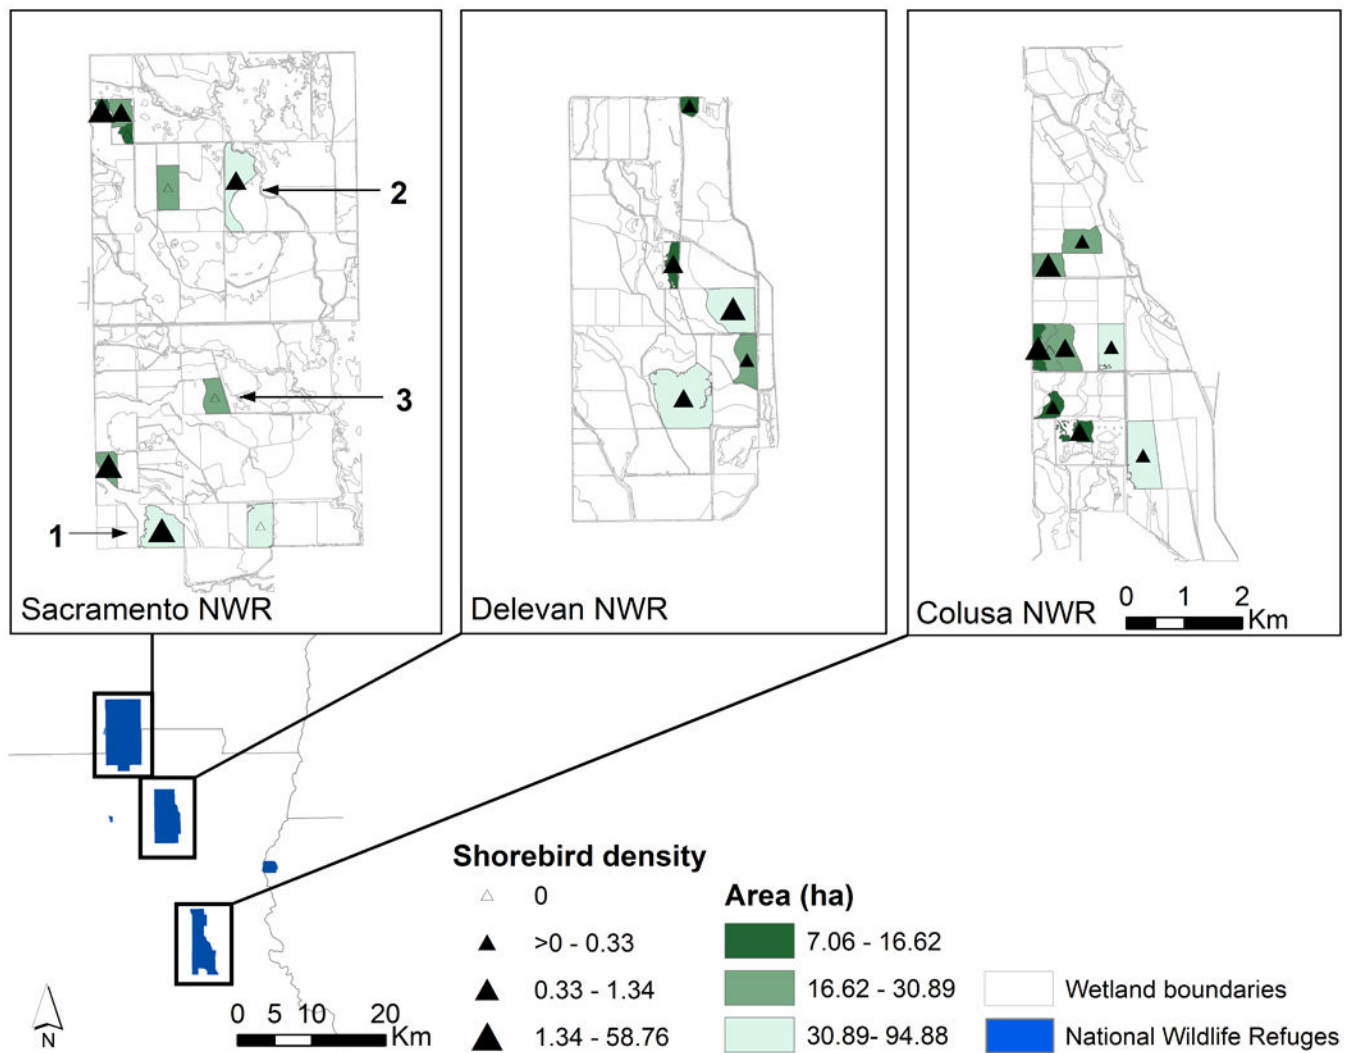 2
3
1
Sacramento NWR
Delevan NWR
Colusa NWR
0 1 2
Km
Shorebird density
0
>0 - 0.33
0.33 - 1.34
1.34 - 58.76
Area (ha)
7.06 - 16.62
16.62 - 30.89
30.89- 94.88
Wetland boundaries
National Wildlife Refuges
N
0 5 10 20
Km